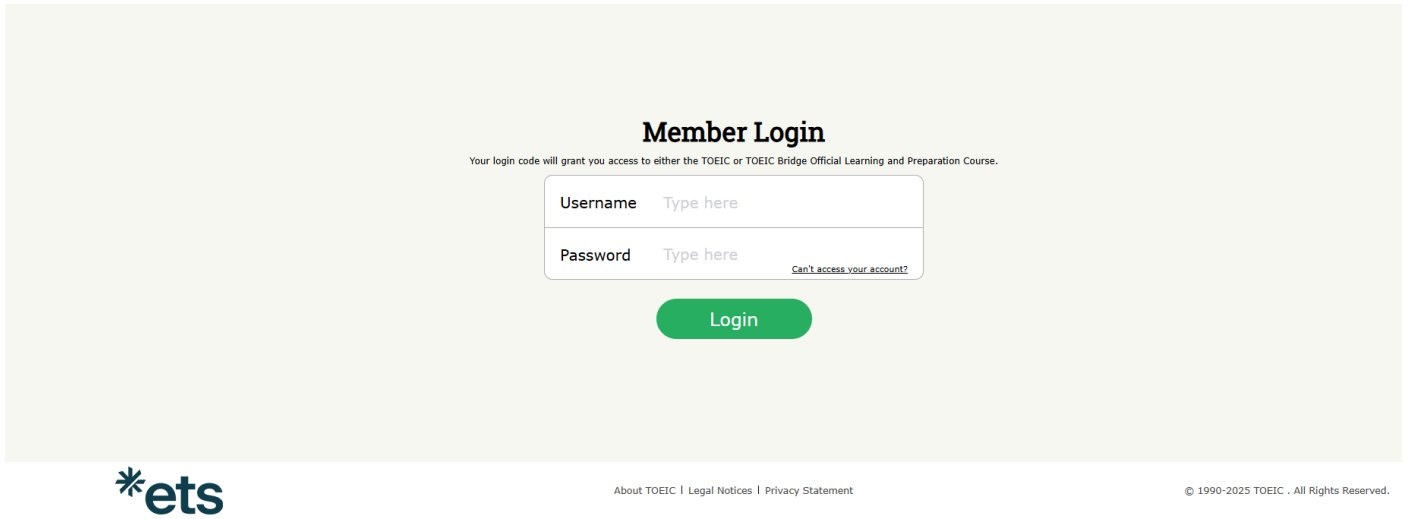 Member Login
Your login code will grant you access to either the TOEIC or TOEIC Bridge Official Learning and Preparation Course.
Username Type here
Password Type here
Can't access your account?
Login
ets
About TOEIC | Legal Notices | Privacy Statement
© 1990-2025 TOEIC . All Rights Reserved.